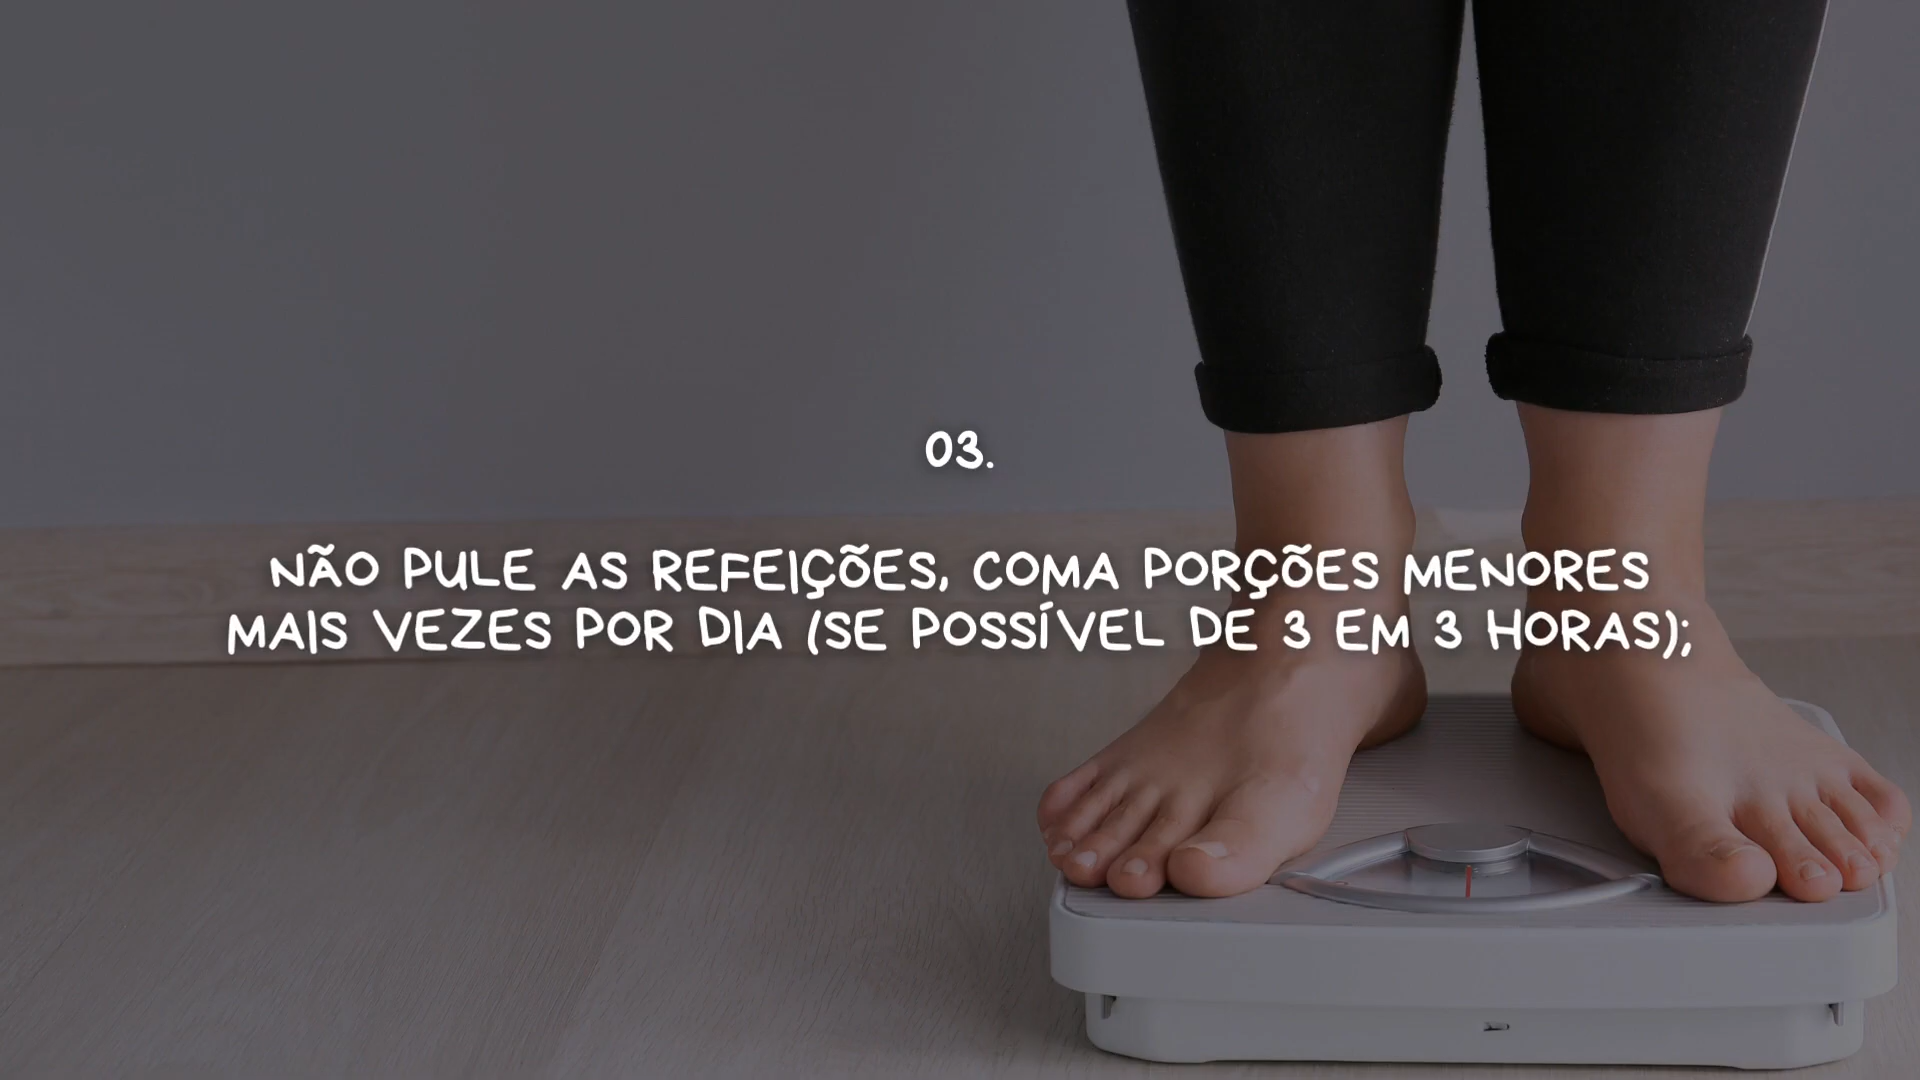 03.
NÃO PULE AS REFEIÇÕES, COMA PORÇÕES MENORES
MAIS VEZES POR DIA (SE POSSÍVEL DE 3 EM 3 HORAS);